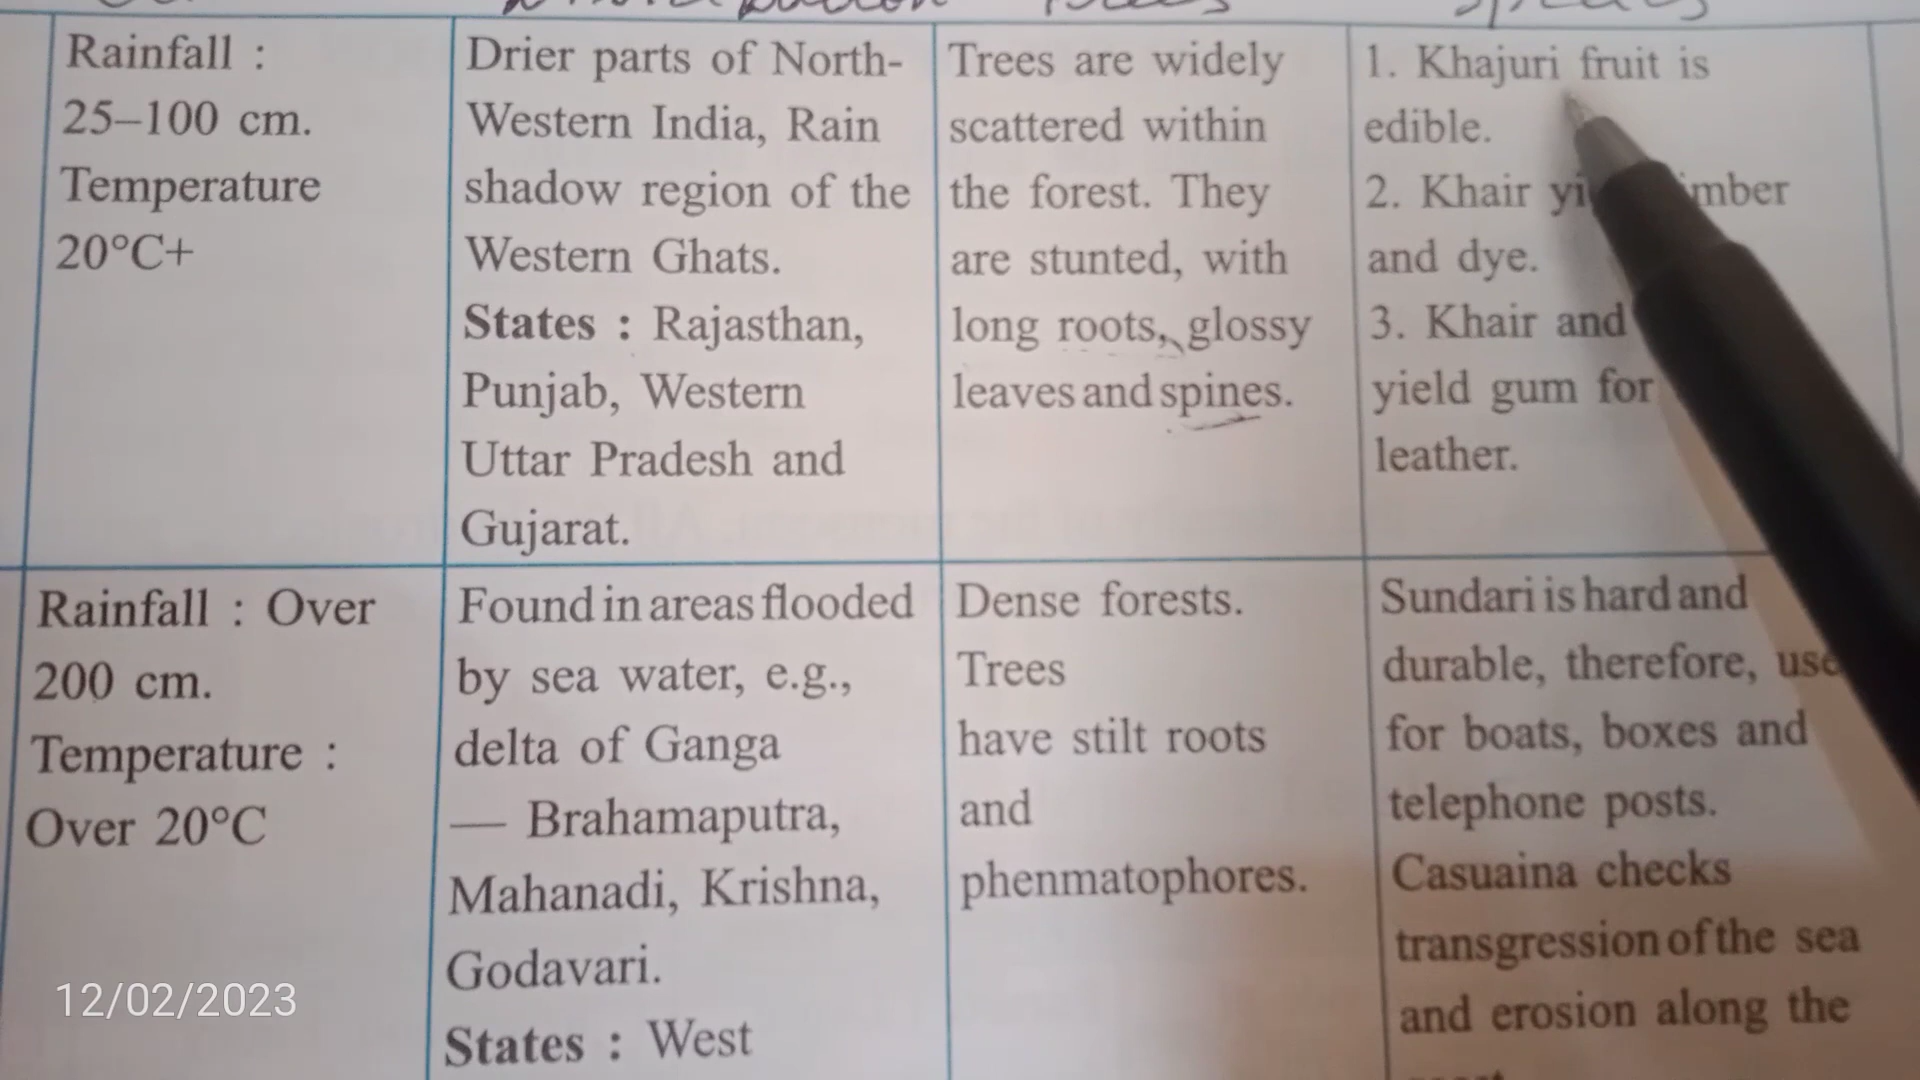 Rainfall :
25–100 cm.
Temperature
20°C+
Drier parts of North-
Western India, Rain
shadow region of the
Western Ghats.
States : Rajasthan,
Punjab, Western
Uttar Pradesh and
Gujarat.
Trees are widely
scattered within
the forest. They
are stunted, with
long roots, glossy
leaves and spines.
1. Khajuri fruit is
edible.
2. Khair
and dye.
3. Khair and
yield gum for
leather.
Rainfall : Over
200 cm.
Temperature :
Over 20°C
Found in areas flooded
by sea water, e.g.,
delta of Ganga
— Brahamaputra,
Mahanadi, Krishna,
Godavari.
States : West
Dense forests.
Trees
have stilt roots
and
phenmatophores.
Sundari is hard and
durable, therefore,
for boats, boxes and
telephone posts.
Casuaina checks
transgression of the sea
and erosion along the
12/02/2023